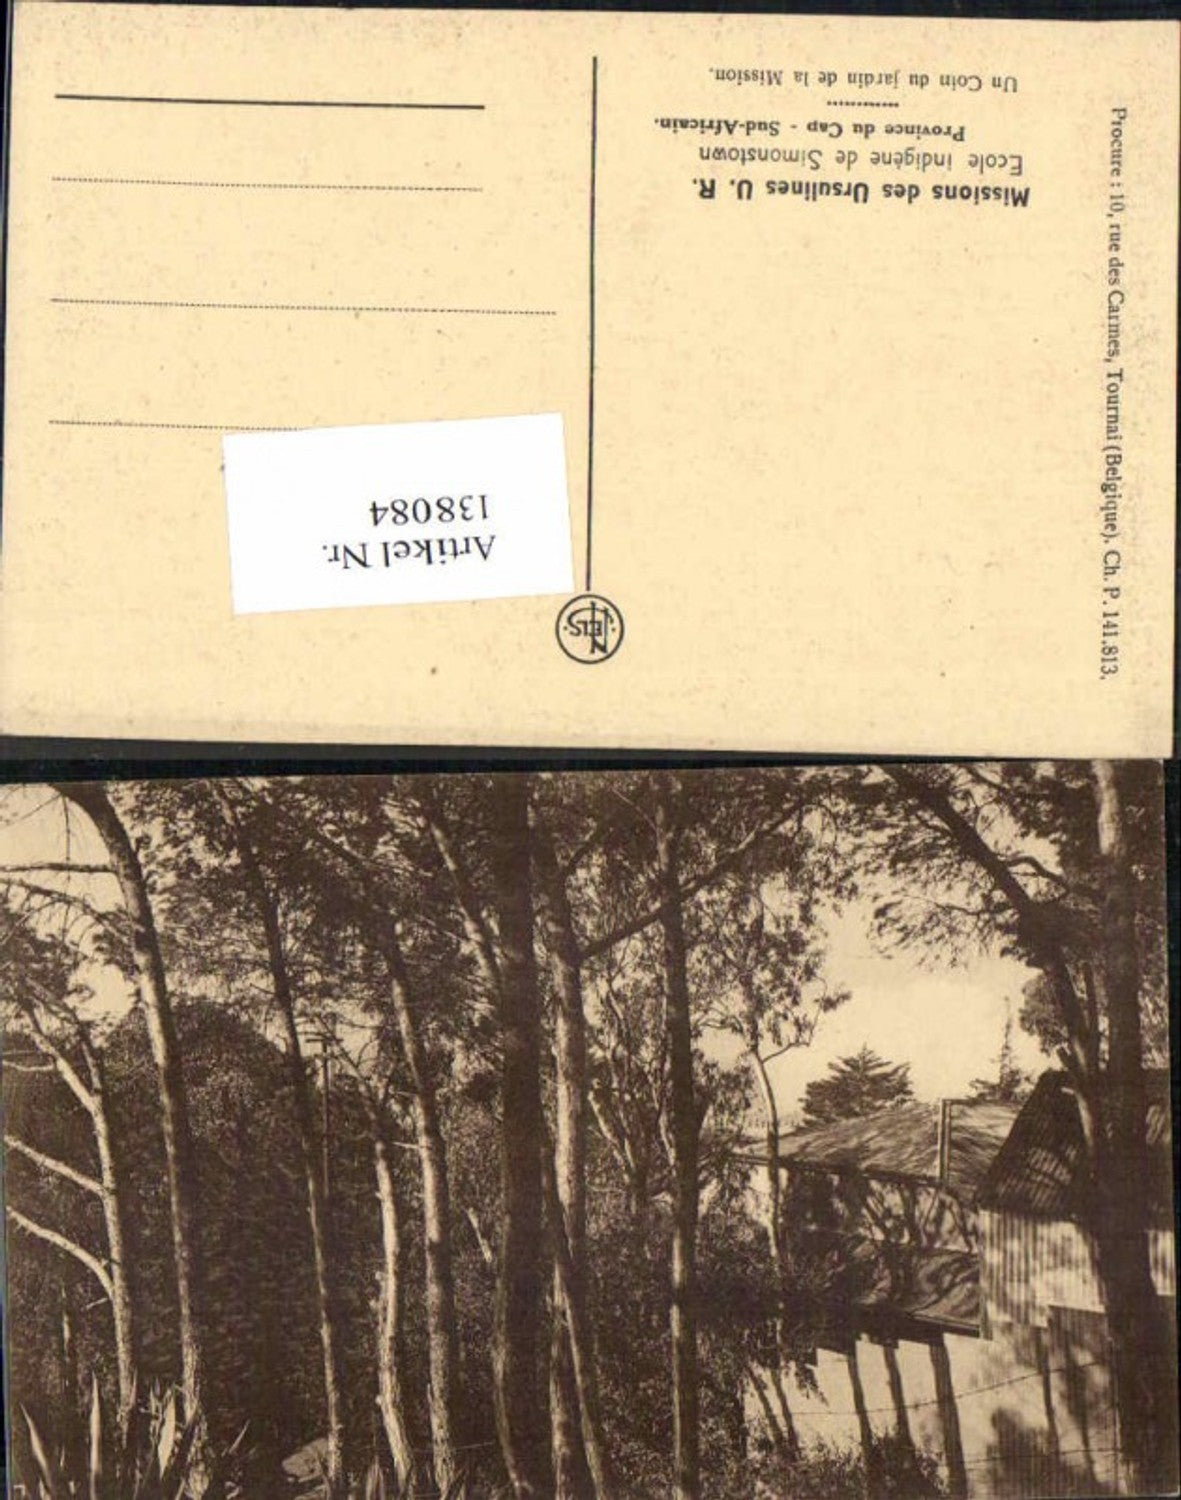 Missions des Ursulines U. R.
Ecole indigène de Simonstown
Province du Cap - Sud-Africain.
Un Coin du jardin de la Mission.
Procure : 10, rue des Carmes, Tournai (Belgique). Ch. P. 141.813.
NELS
Artikel Nr.
138084